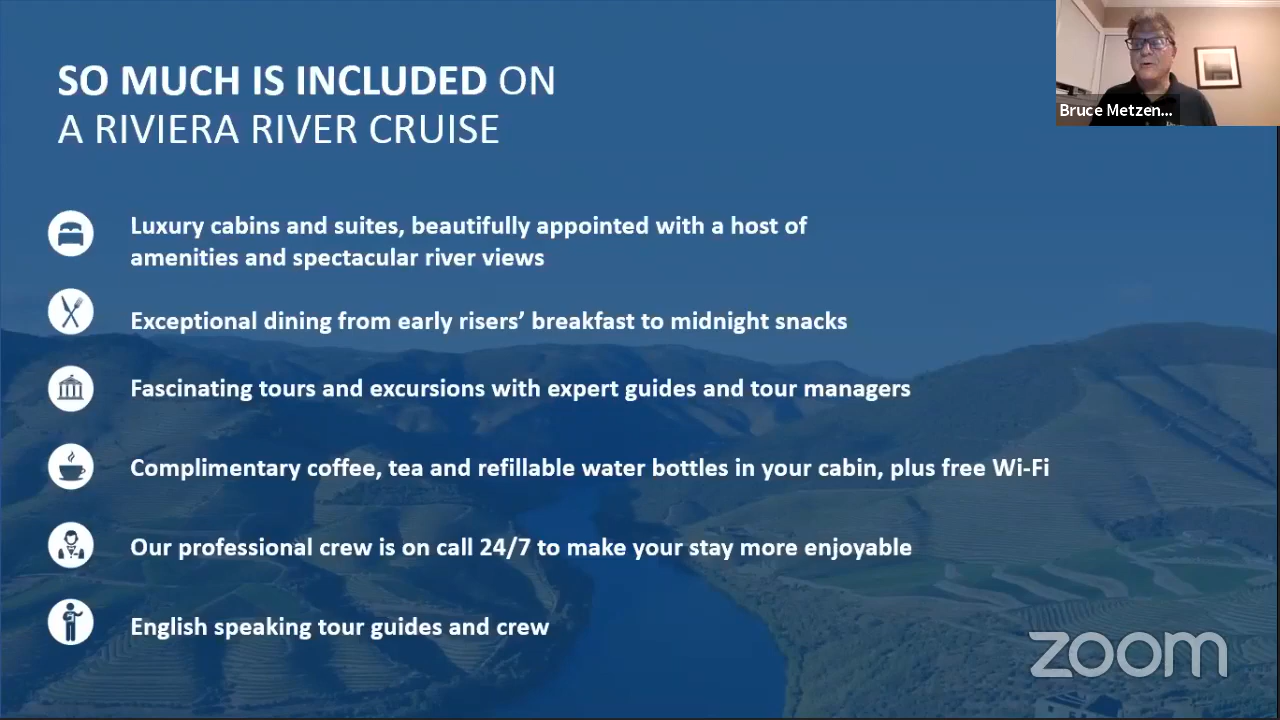 SO MUCH IS INCLUDED ON
A RIVIERA RIVER CRUISE
Bruce Metzen...
Luxury cabins and suites, beautifully appointed with a host of
amenities and spectacular river views
Exceptional dining from early risers’ breakfast to midnight snacks
Fascinating tours and excursions with expert guides and tour managers
Complimentary coffee, tea and refillable water bottles in your cabin, plus free Wi-Fi
Our professional crew is on call 24/7 to make your stay more enjoyable
English speaking tour guides and crew
zoom